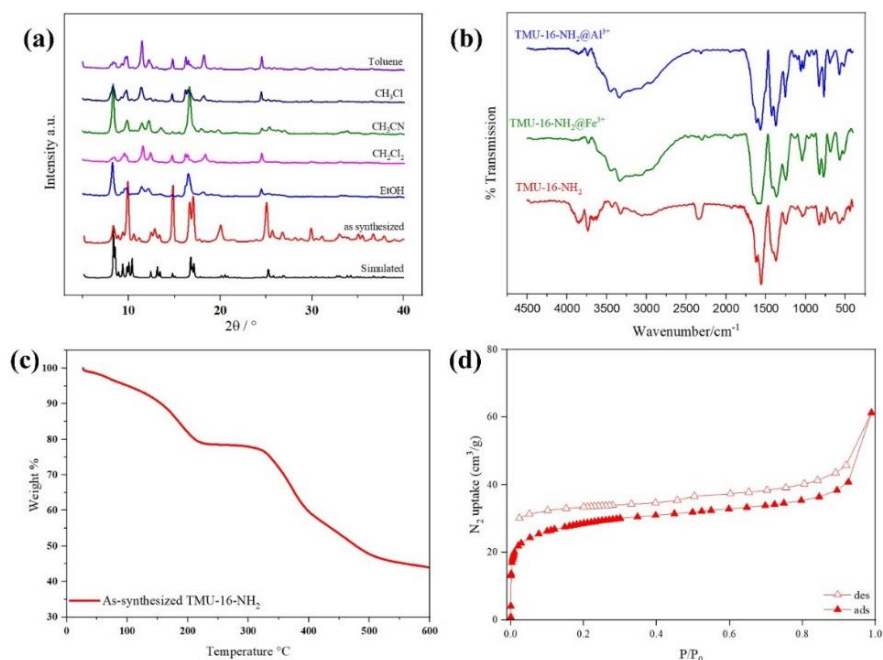 (a)
Toluene
CH3Cl
CH3CN
CH2Cl2
EtOH
as synthesized
Simulated
Intensity a.u.
10 20 30 40
2θ / °
(b)
TMU-16-NH2@Al3+
TMU-16-NH2@Fe3+
TMU-16-NH2
% Transmission
4500 4000 3500 3000 2500 2000 1500 1000 500
Wavenumber/cm-1
(c)
100
90
80
70
60
50
40
30
Weight %
As-synthesized TMU-16-NH2
0 100 200 300 400 500 600
Temperature °C
(d)
80
60
40
20
0
N2 uptake (cm3/g)
des
ads
0.0 0.2 0.4 0.6 0.8 1.0
P/P0